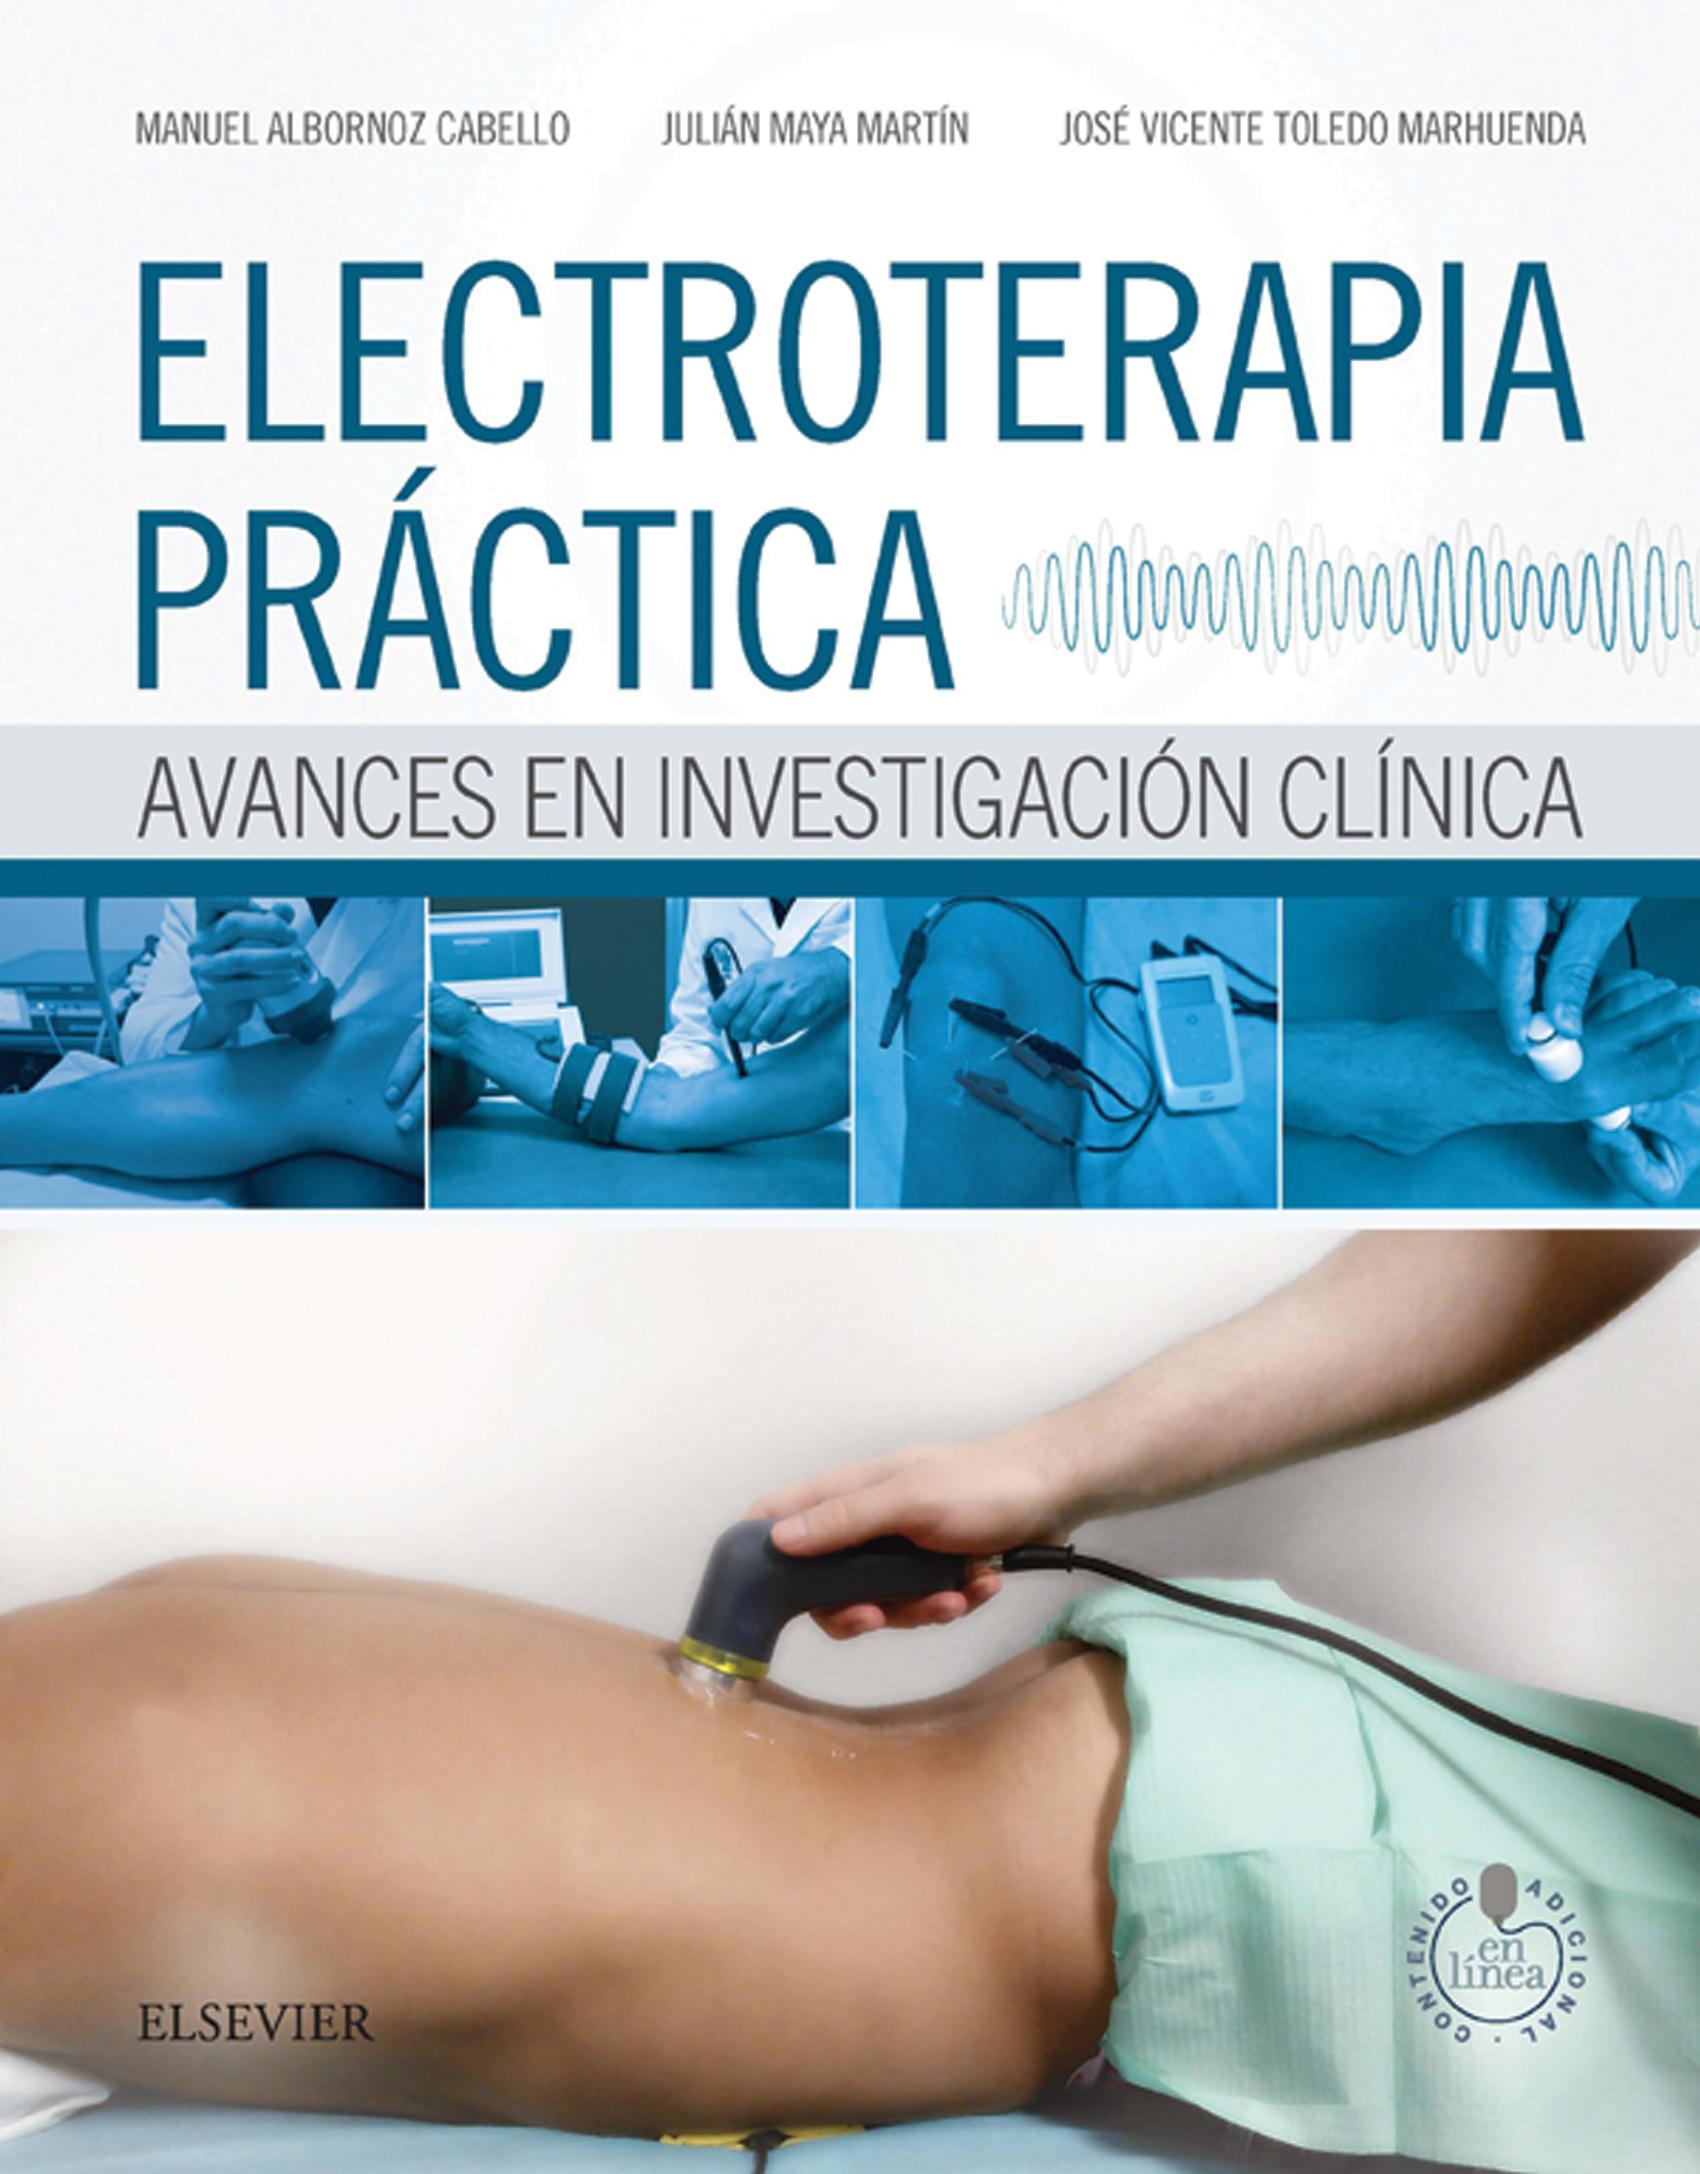 MANUEL ALBORNOZ CABELLO JULIÁN MAYA MARTÍN JOSÉ VICENTE TOLEDO MARHUENDA
ELECTROTERAPIA
PRÁCTICA
AVANCES EN INVESTIGACIÓN CLÍNICA
ELSEVIER
CONTENIDO ADICIONAL ·
en
línea